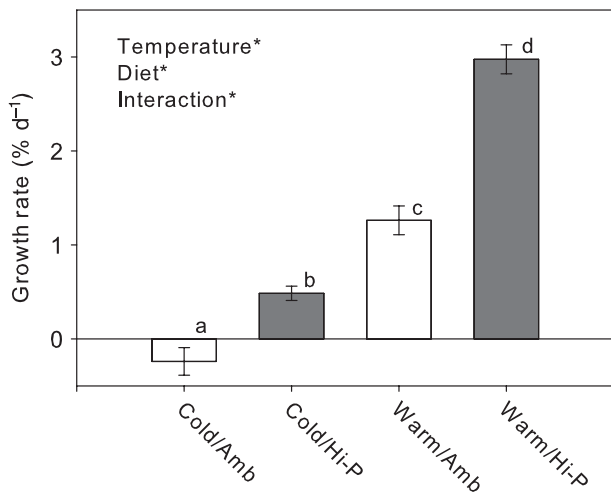 Temperature*
Diet*
Interaction*
Growth rate (% d⁻¹)
3
2
1
0
a
b
c
d
Cold/Amb
Cold/Hi-P
Warm/Amb
Warm/Hi-P